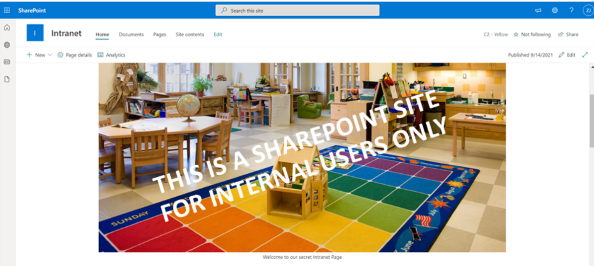 SharePoint
Search this site
ZI
I
Intranet
Home
Documents
Pages
Site contents
Edit
Not following
Share
New
Page details
Analytics
Published 9/14/2021
Edit
THIS IS A SHAREPOINT SITE
FOR INTERNAL USERS ONLY
SUNDAY
June
Welcome to our secret Intranet Page